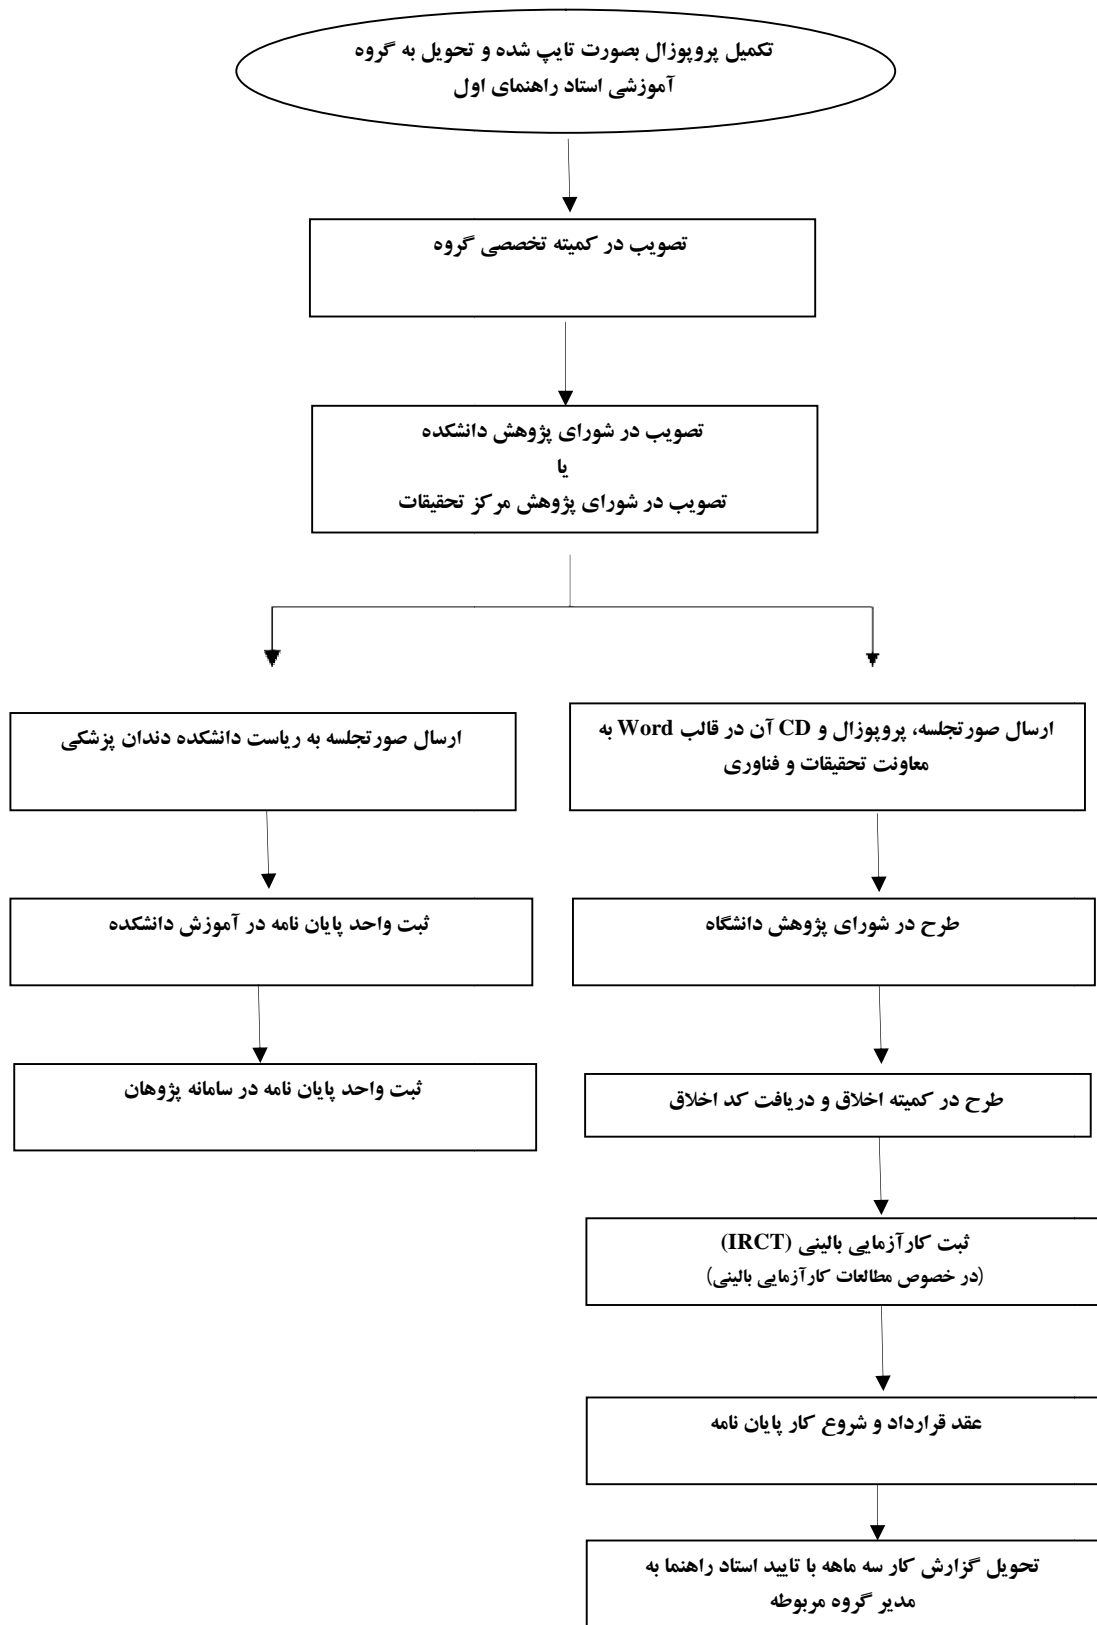 تکمیل پروپوزال بصورت تایپ شده و تحویل به گروه
آموزشی استاد راهنمای اول
تصویب در کمیته تخصصی گروه
تصویب در شورای پژوهش دانشکده
یا
تصویب در شورای پژوهش مرکز تحقیقات
ارسال صورتجلسه، پروپوزال و CD آن در قالب Word به
معاونت تحقیقات و فناوری
طرح در شورای پژوهش دانشگاه
طرح در کمیته اخلاق و دریافت کد اخلاق
ثبت کارآزمایی بالینی (IRCT)
(در خصوص مطالعات کارآزمایی بالینی)
عقد قرارداد و شروع کار پایان نامه
تحویل گزارش کار سه ماهه با تایید استاد راهنما به
مدیر گروه مربوطه
ارسال صورتجلسه به ریاست دانشکده دندان پزشکی
ثبت واحد پایان نامه در آموزش دانشکده
ثبت واحد پایان نامه در سامانه پژوهان